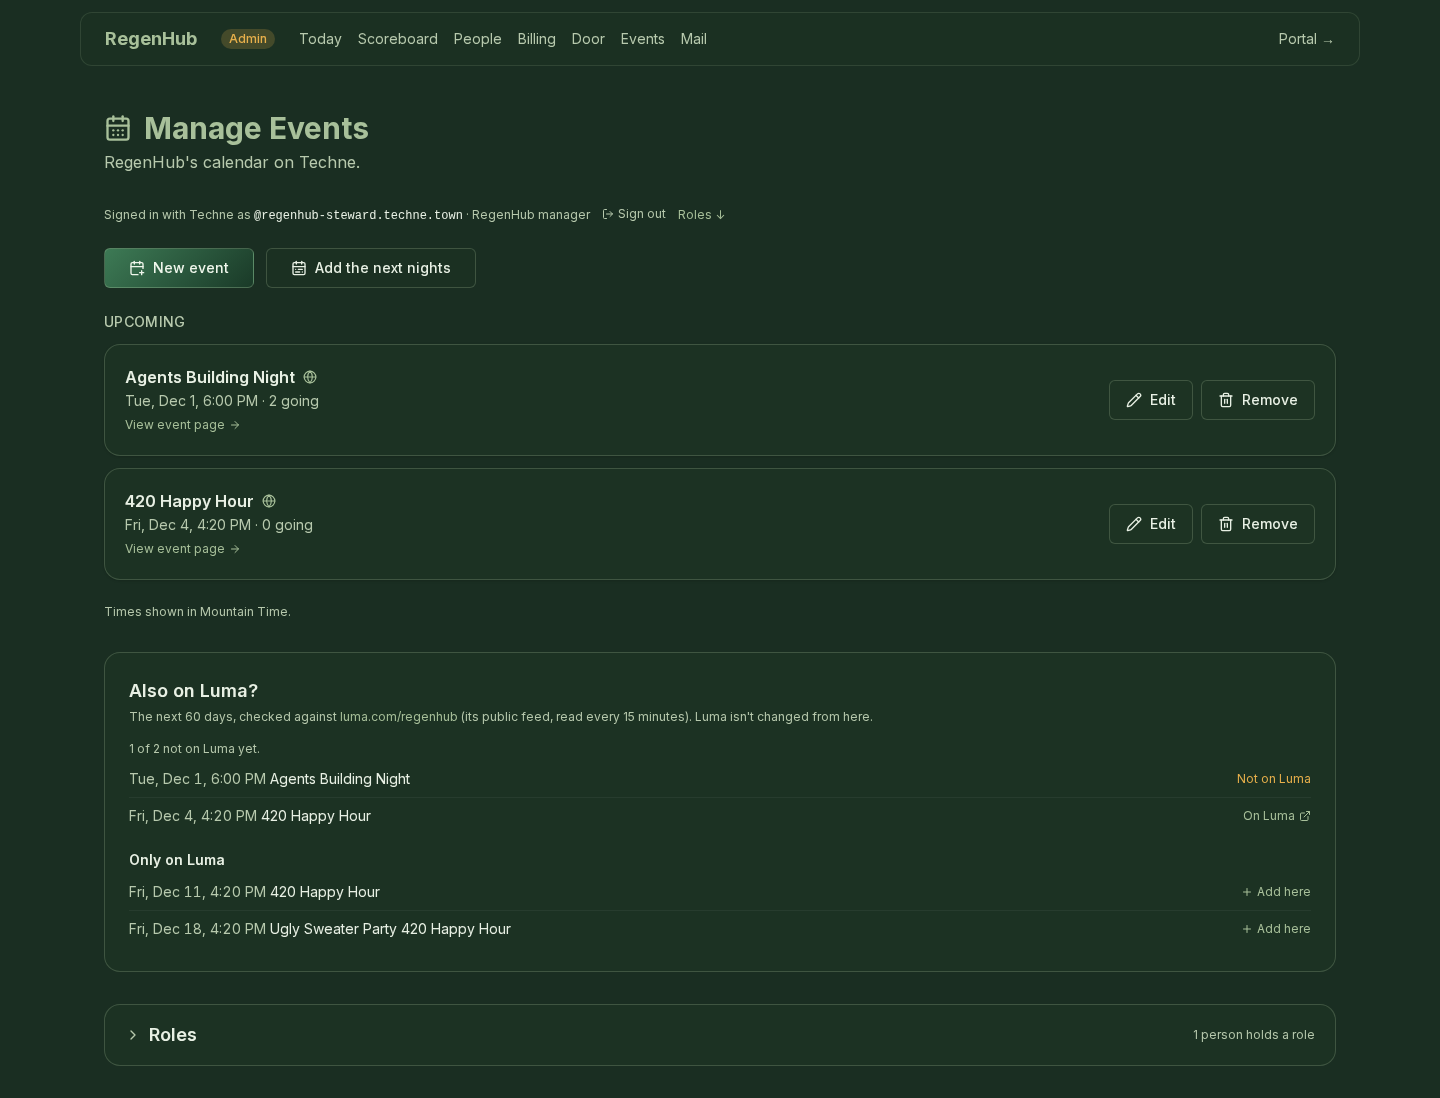 RegenHub Admin Today Scoreboard People Billing Door Events Mail Portal →
Manage Events
RegenHub's calendar on Techne.
Signed in with Techne as @regenhub-steward.techne.town · RegenHub manager Sign out Roles ↓
New event Add the next nights
UPCOMING
Agents Building Night
Tue, Dec 1, 6:00 PM · 2 going
View event page →
Edit Remove
420 Happy Hour
Fri, Dec 4, 4:20 PM · 0 going
View event page →
Edit Remove
Times shown in Mountain Time.
Also on Luma?
The next 60 days, checked against luma.com/regenhub (its public feed, read every 15 minutes). Luma isn't changed from here.
1 of 2 not on Luma yet.
Tue, Dec 1, 6:00 PM Agents Building Night Not on Luma
Fri, Dec 4, 4:20 PM 420 Happy Hour On Luma
Only on Luma
Fri, Dec 11, 4:20 PM 420 Happy Hour + Add here
Fri, Dec 18, 4:20 PM Ugly Sweater Party 420 Happy Hour + Add here
Roles 1 person holds a role